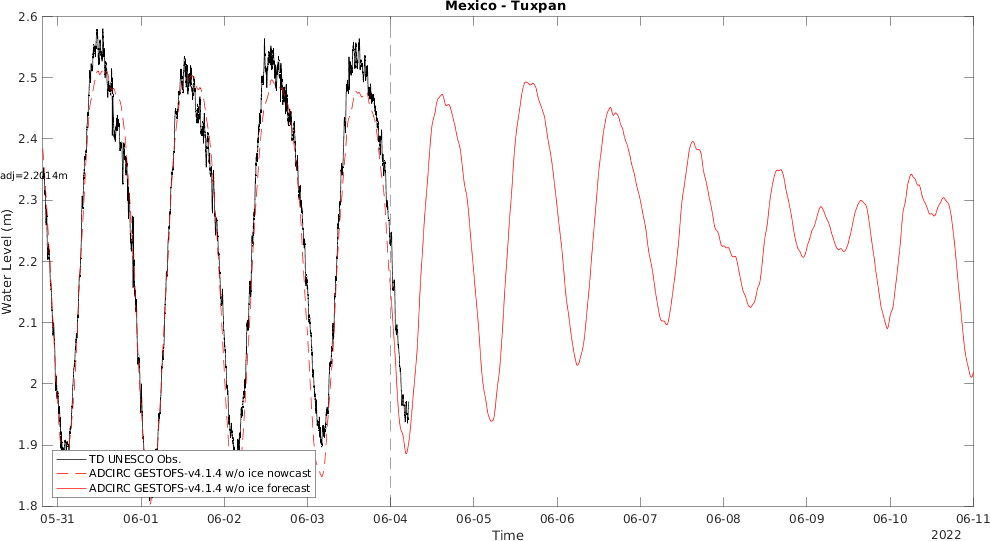 Mexico - Tuxpan
2.6
2.5
2.4
adj=2.2014m
2.3
2.2
2.1
2
1.9
1.8
Water Level (m)
TD UNESCO Obs.
ADCIRC GESTOFS-v4.1.4 w/o ice nowcast
ADCIRC GESTOFS-v4.1.4 w/o ice forecast
05-31 06-01 06-02 06-03 06-04 06-05 06-06 06-07 06-08 06-09 06-10 06-11
Time
2022